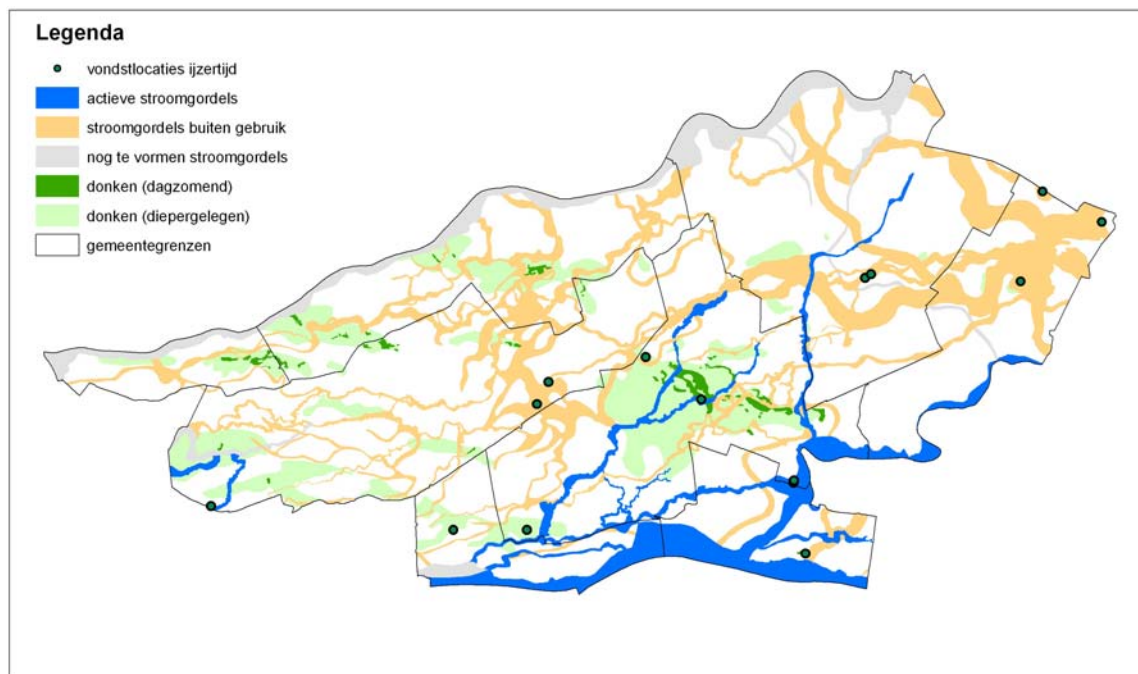 Legenda
vondstlocaties ijzertijd
actieve stroomgordels
stroomgordels buiten gebruik
nog te vormen stroomgordels
donken (dagzomend)
donken (diepergelegen)
gemeentegrenzen